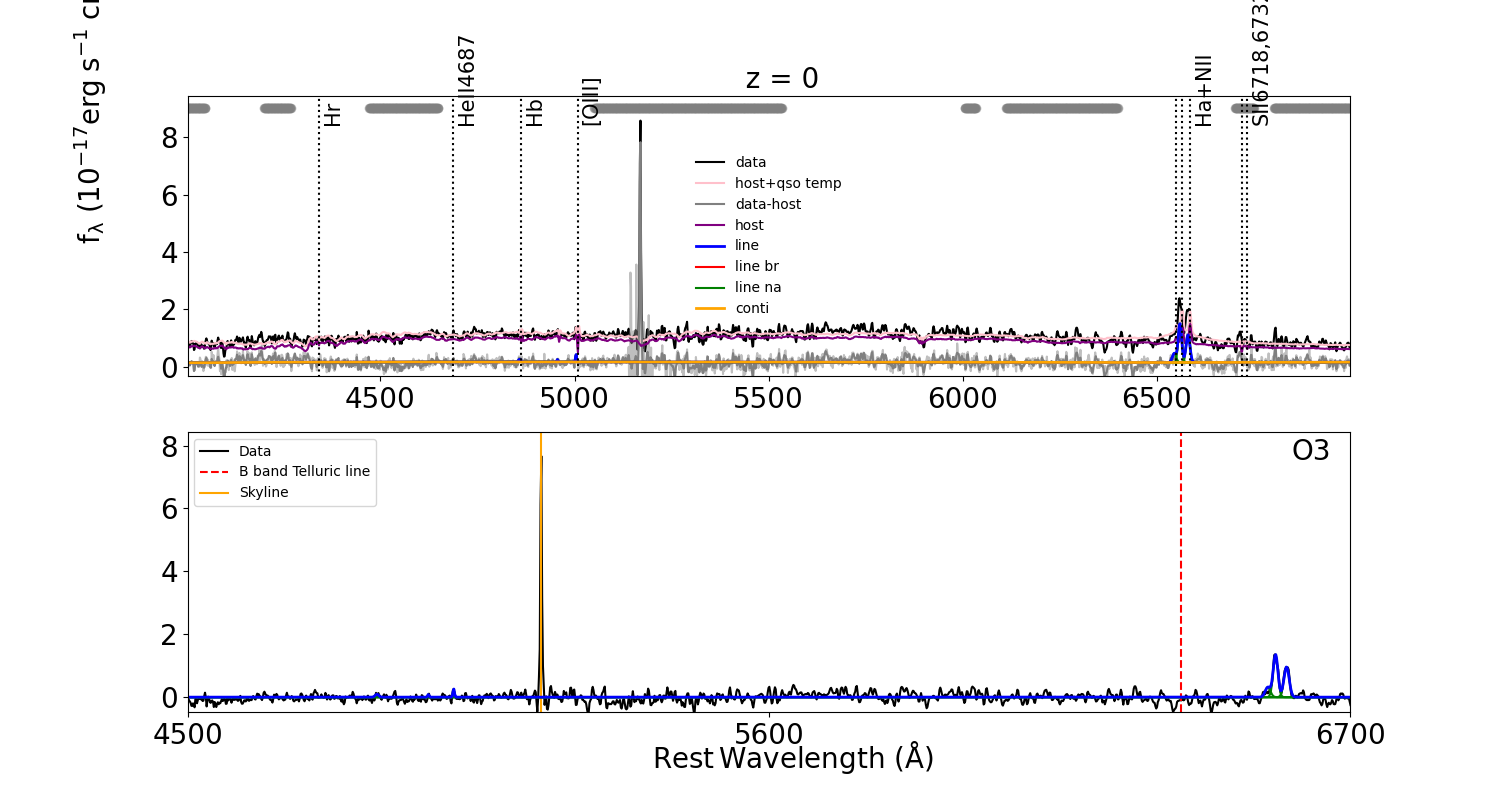 z = 0
fλ (10−17erg s−1 c
Hr
HeII4687
Hb
[OIII]
Ha+NII
SII6718,6732
8
6
4
2
0
data
host+qso temp
data-host
host
line
line br
line na
conti
4500
5000
5500
6000
6500
8
6
4
2
0
Data
B band Telluric line
Skyline
O3
4500
5600
6700
Rest Wavelength (Å)